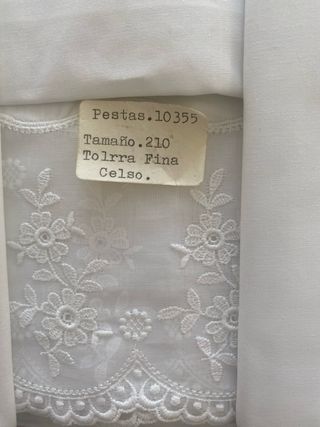 Pestas.10355
Tamaño.210
Tolrra Fina
Celso.